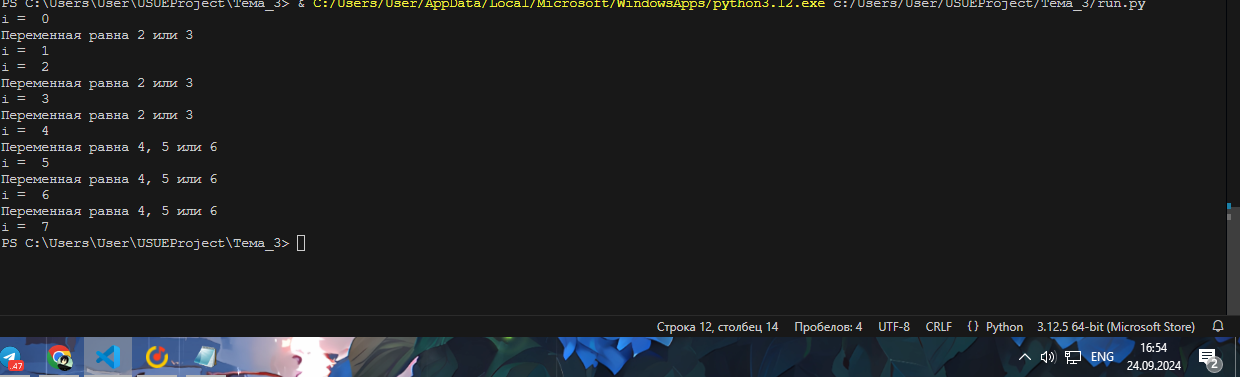 PS C:\Users\User\USUEProject\Тема_3> & C:/Users/User/AppData/Local/Microsoft/WindowsApps/python3.12.exe c:/Users/User/USUEProject/Тема_3/run.py
i =  0
Переменная равна 2 или 3
i =  1
i =  2
Переменная равна 2 или 3
i =  3
Переменная равна 2 или 3
i =  4
Переменная равна 4, 5 или 6
i =  5
Переменная равна 4, 5 или 6
i =  6
Переменная равна 4, 5 или 6
i =  7
PS C:\Users\User\USUEProject\Тема_3>
Строка 12, столбец 14 Пробелов: 4 UTF-8 CRLF {} Python 3.12.5 64-bit (Microsoft Store)
47 ENG 16:54
24.09.2024 2